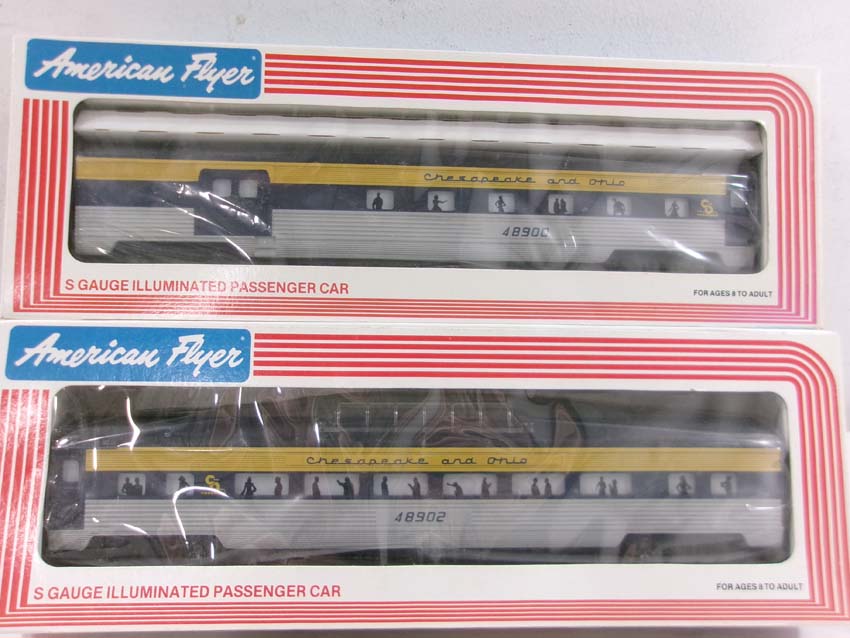 American Flyer
Chesapeake and Ohio
48900
S GAUGE ILLUMINATED PASSENGER CAR
FOR AGES 8 TO ADULT
American Flyer
Chesapeake and Ohio
48902
S GAUGE ILLUMINATED PASSENGER CAR
FOR AGES 8 TO ADULT